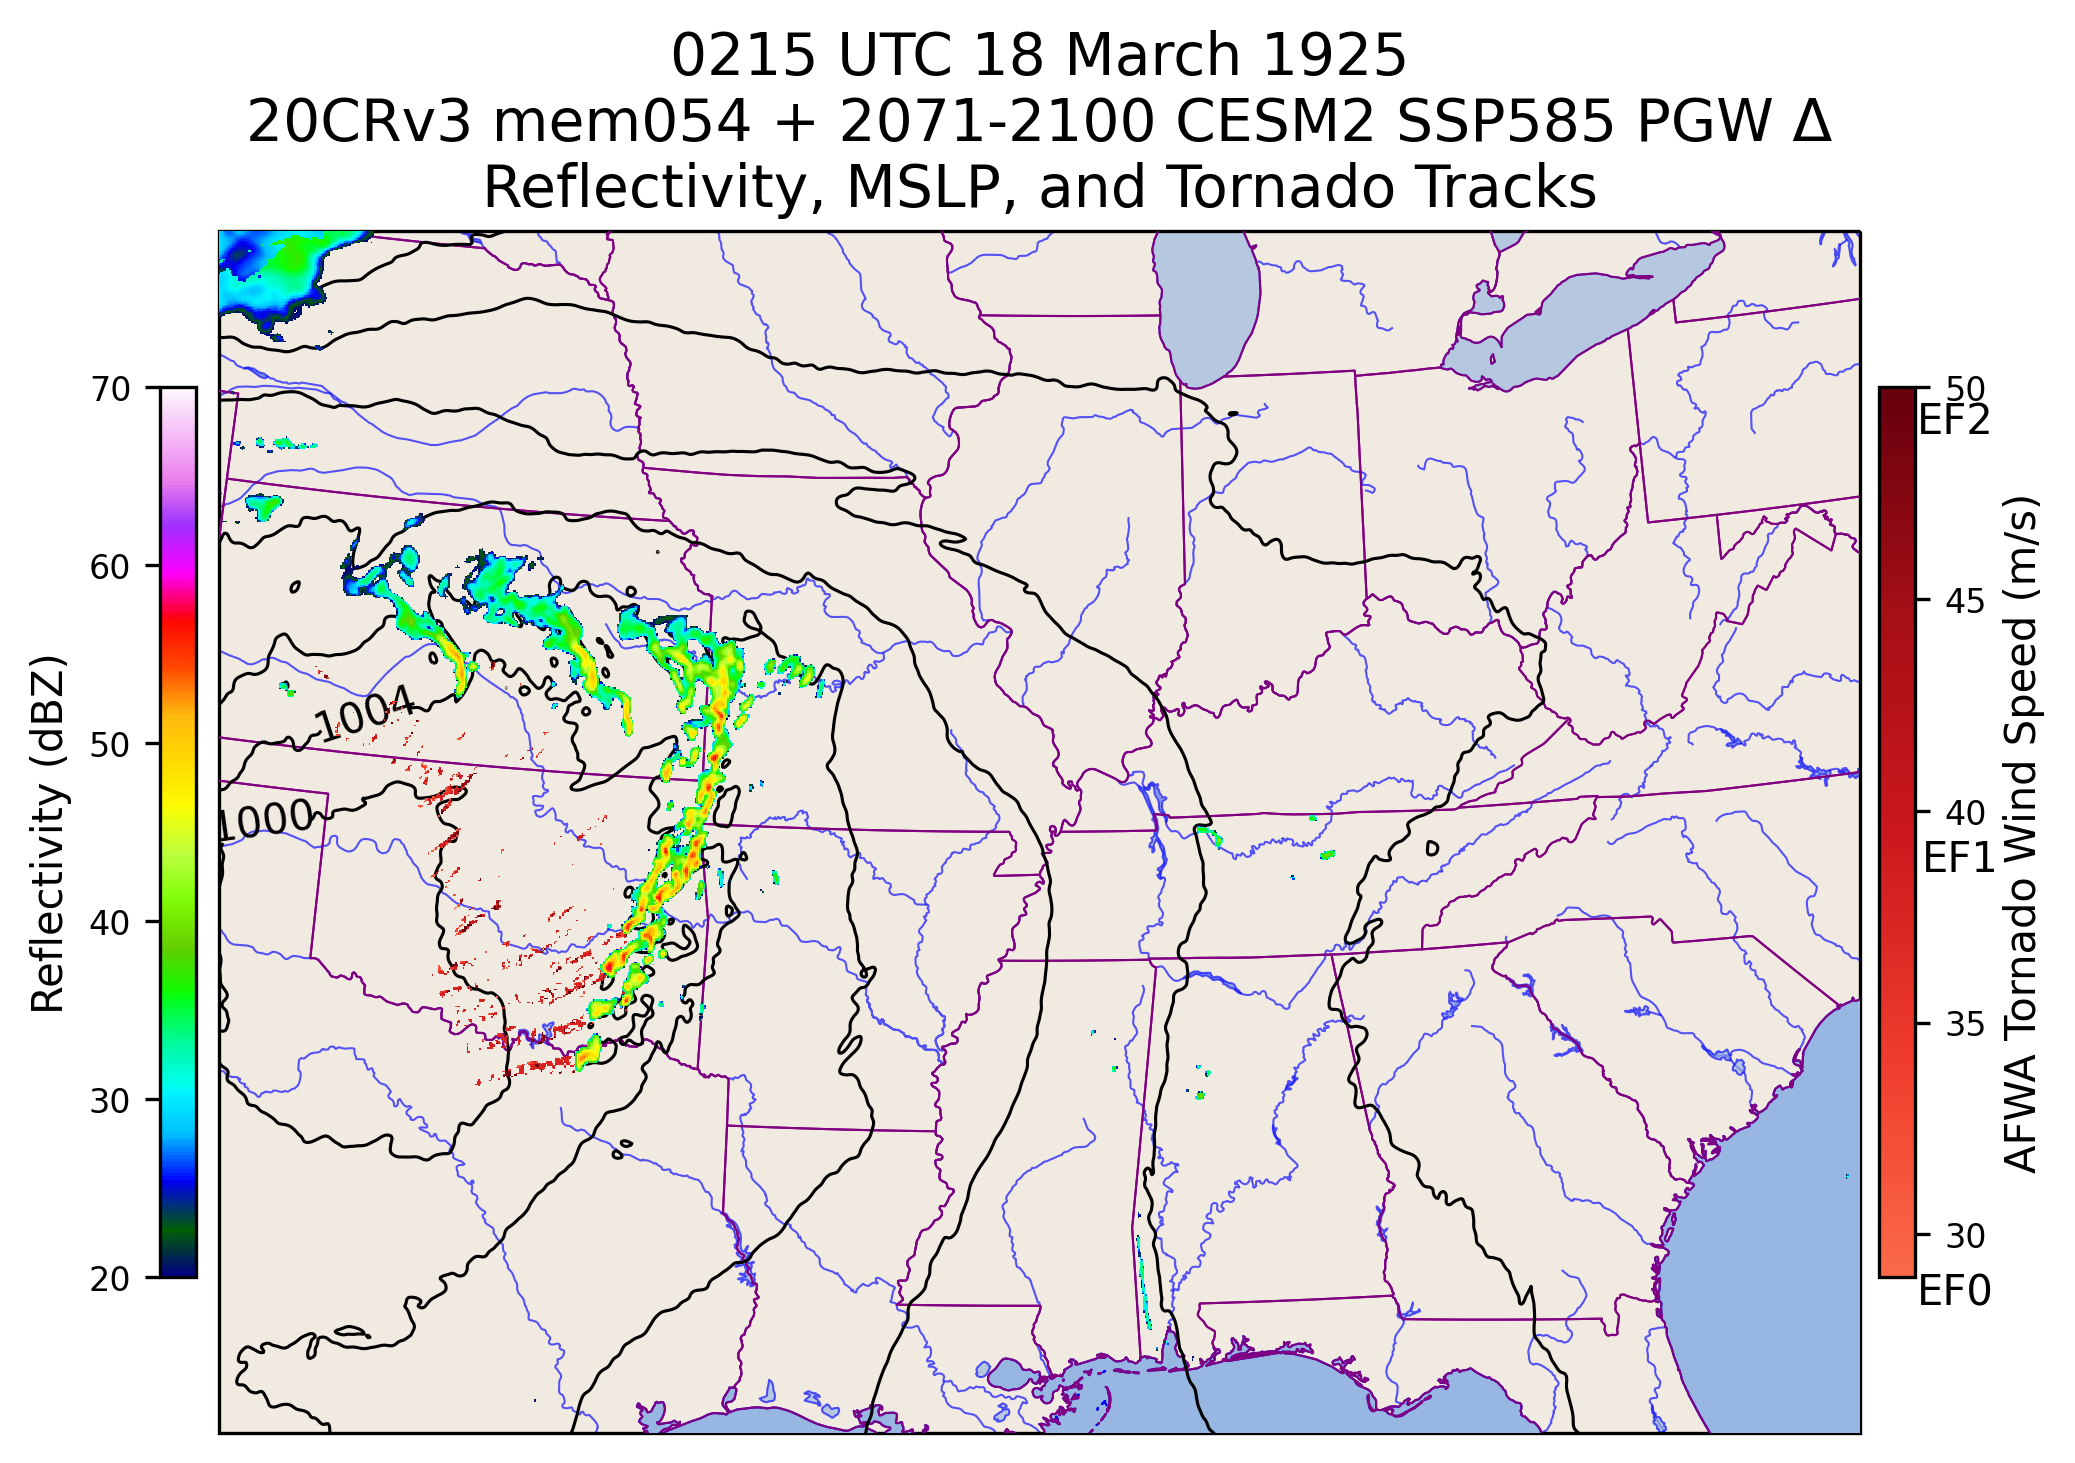 0215 UTC 18 March 1925
20CRv3 mem054 + 2071-2100 CESM2 SSP585 PGW Δ
Reflectivity, MSLP, and Tornado Tracks
70
60
50
40
30
20
Reflectivity (dBZ)
1004
1000
50
EF2
45
40
EF1
35
30
EF0
AFWA Tornado Wind Speed (m/s)